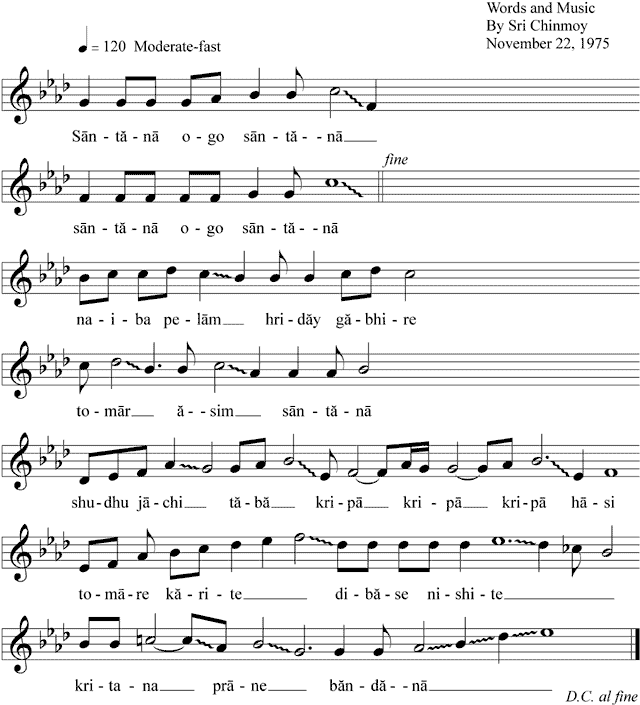 Words and Music
By Sri Chinmoy
November 22, 1975
= 120 Moderate-fast
Sān - tă - nā o - go sān - tă - nā
fine
sān - tă - nā o - go sān - tă - nā
na - i - ba pe - lām hri - dăy gă - bhi - re
to - mār ă - sim sān - tă - nā
shu - dhu jā - chi tă - bă kri - pā kri - pā kri - pā hā - si
to - mā - re kă - ri - te di - bă - se ni - shi - te
kri - ta - na prā - ne băn - dă - nā
D.C. al fine